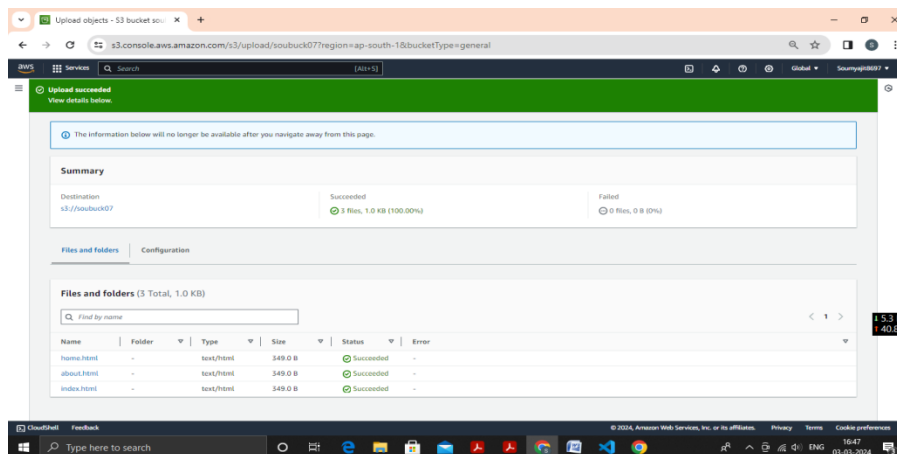 Upload objects - S3 bucket sou
s3.console.aws.amazon.com/s3/upload/soubuck07?region=ap-south-1&bucketType=general
aws Services Search [Alt+S] Global Soumyajit8697
Upload succeeded
View details below.
The information below will no longer be available after you navigate away from this page.
Summary
Destination Succeeded Failed
s3://soubuck07 3 files, 1.0 KB (100.00%) 0 files, 0 B (0%)
Files and folders Configuration
Files and folders (3 Total, 1.0 KB)
Find by name 1
Name Folder Type Size Status Error
home.html - text/html 349.0 B Succeeded -
about.html - text/html 349.0 B Succeeded -
index.html - text/html 349.0 B Succeeded -
5.3
40.8
CloudShell Feedback © 2024, Amazon Web Services, Inc. or its affiliates. Privacy Terms Cookie preferences
Type here to search ENG 16:47
03-03-2024